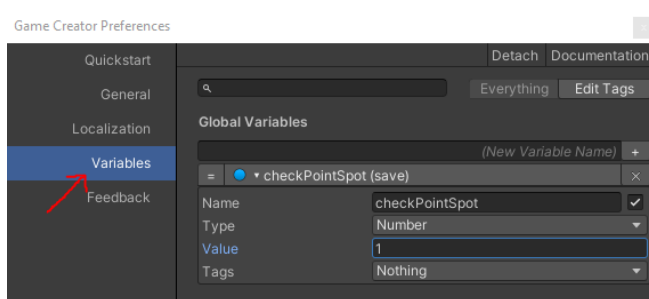 Game Creator Preferences
Quickstart
General
Localization
Variables
Feedback
Detach Documentation
Everything Edit Tags
Global Variables
(New Variable Name) +
= checkPointSpot (save)
Name checkPointSpot
Type Number
Value 1
Tags Nothing